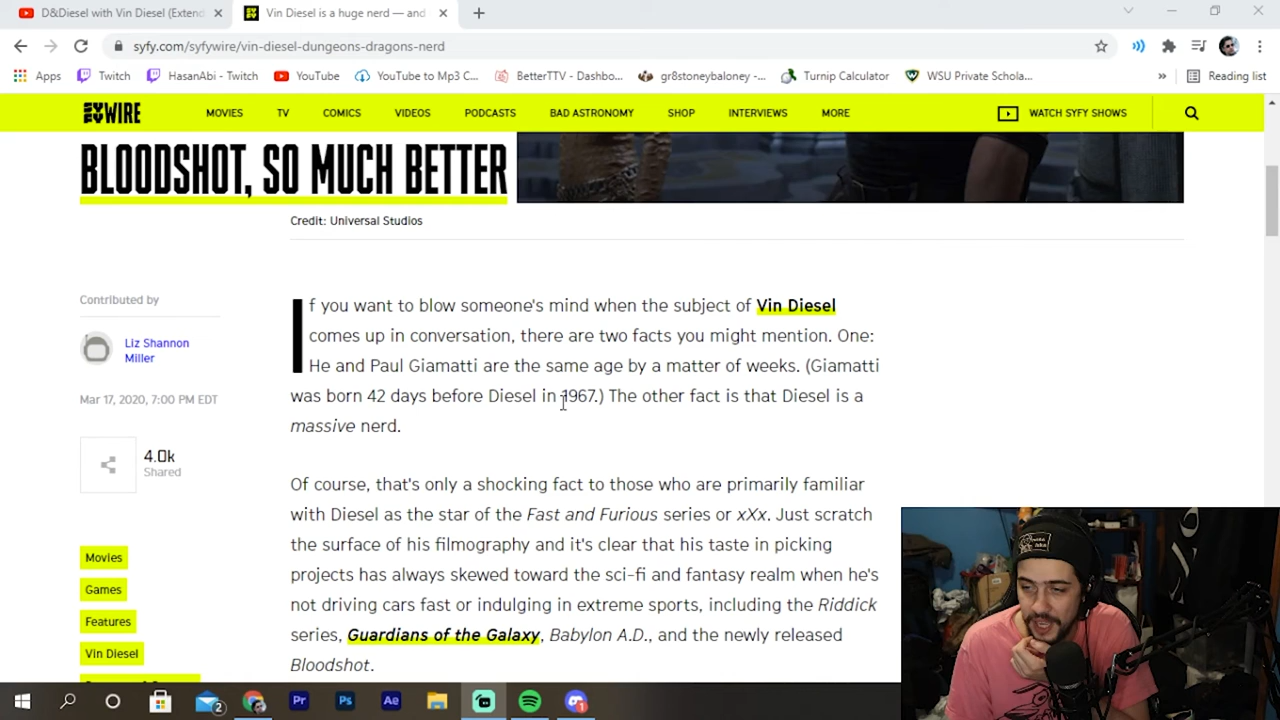 D&Diesel with Vin Diesel (Extend
Vin Diesel is a huge nerd — and
syfy.com/syfywire/vin-diesel-dungeons-dragons-nerd
Apps
Twitch
HasanAbi - Twitch
YouTube
YouTube to Mp3 C...
BetterTTV - Dashbo...
gr8stoneybaloney -...
Turnip Calculator
WSU Private Schola...
Reading list
SYFY WIRE
MOVIES
TV
COMICS
VIDEOS
PODCASTS
BAD ASTRONOMY
SHOP
INTERVIEWS
MORE
WATCH SYFY SHOWS
BLOODSHOT, SO MUCH BETTER
Credit: Universal Studios
Contributed by
Liz Shannon
Miller
Mar 17, 2020, 7:00 PM EDT
4.0k
Shared
Movies
Games
Features
Vin Diesel
If you want to blow someone's mind when the subject of Vin Diesel
comes up in conversation, there are two facts you might mention. One:
He and Paul Giamatti are the same age by a matter of weeks. (Giamatti
was born 42 days before Diesel in 1967.) The other fact is that Diesel is a
massive nerd.
Of course, that's only a shocking fact to those who are primarily familiar
with Diesel as the star of the Fast and Furious series or xXx. Just scratch
the surface of his filmography and it's clear that his taste in picking
projects has always skewed toward the sci-fi and fantasy realm when he's
not driving cars fast or indulging in extreme sports, including the Riddick
series, Guardians of the Galaxy, Babylon A.D., and the newly released
Bloodshot.
2
Pr
Ps
Ae
1